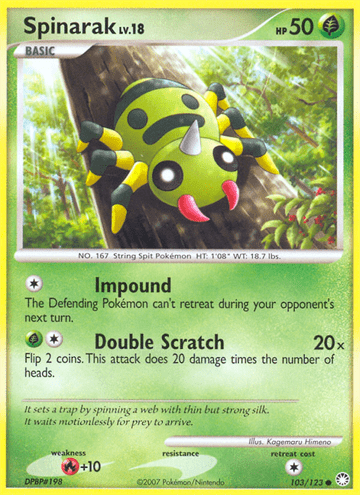 Spinarak LV.18 HP 50
BASIC
NO. 167 String Spit Pokémon HT: 1'08" WT: 18.7 lbs.
Impound
The Defending Pokémon can't retreat during your opponent's
next turn.
Double Scratch 20x
Flip 2 coins. This attack does 20 damage times the number of
heads.
Illus. Kagemaru Himeno
It sets a trap by spinning a web with thin but strong silk.
It waits motionlessly for prey to arrive.
weakness resistance retreat cost
+10
DPBP#198 ©2007 Pokémon/Nintendo 103/123